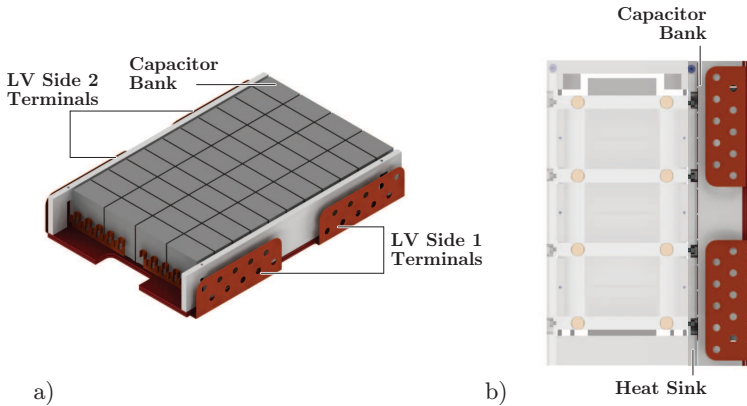 Capacitor
Bank
LV Side 2
Terminals
LV Side 1
Terminals
a)
Capacitor
Bank
Heat Sink
b)